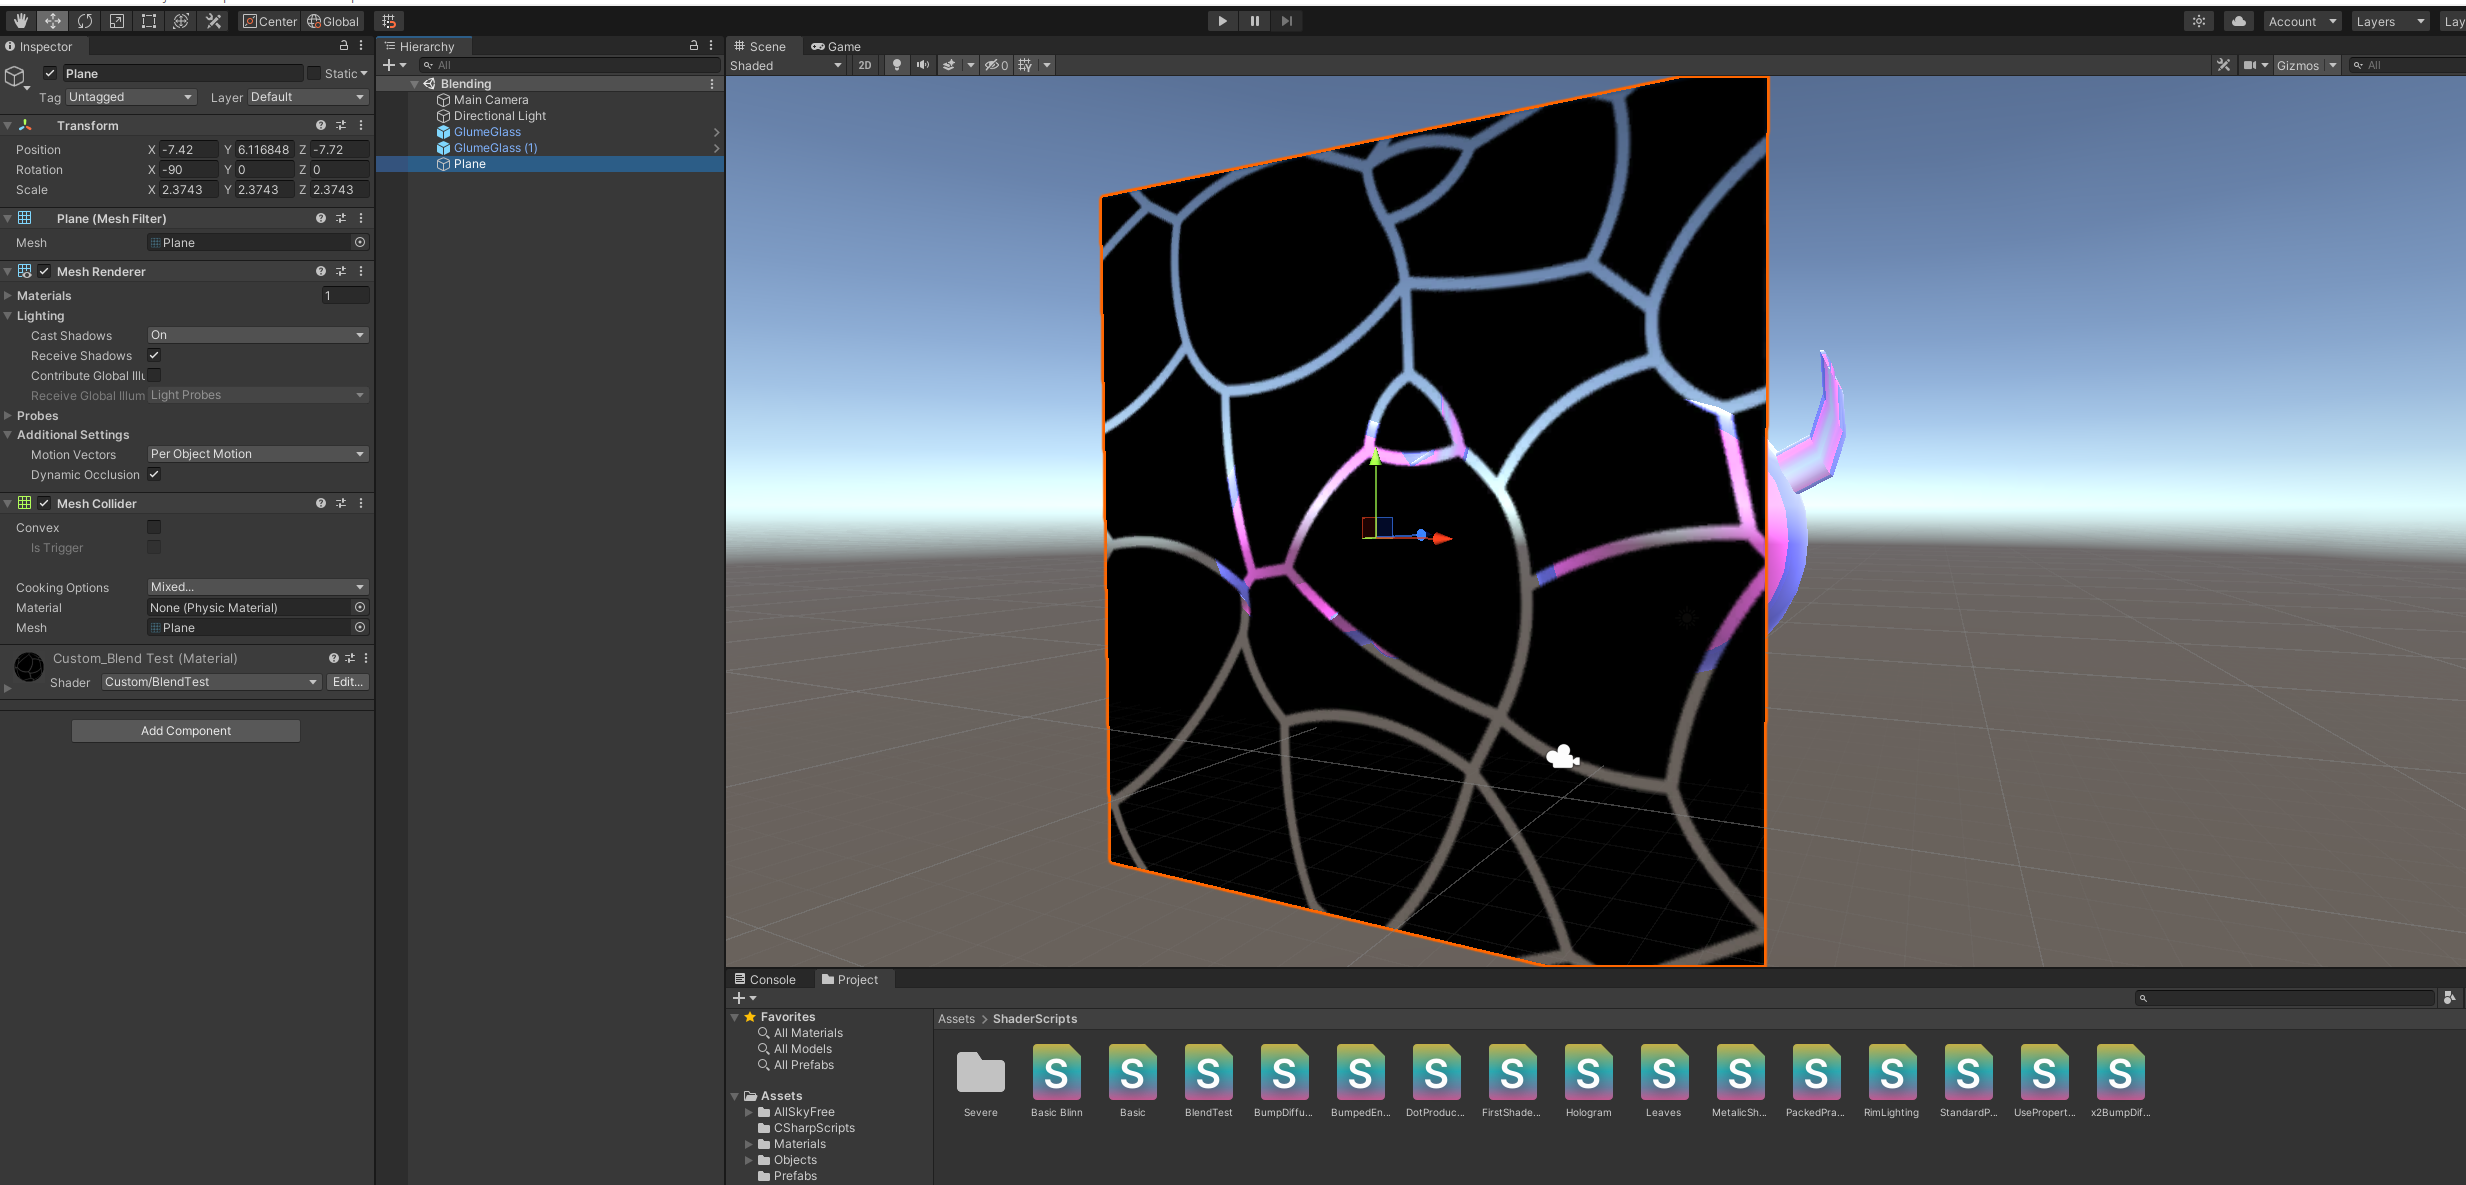 Center Global
Account Layers Lay
Inspector
Hierarchy
Scene Game
All
Shaded 2D 0 Gizmos All
Plane Static
Tag Untagged Layer Default
Transform
Position X -7.42 Y 6.116848 Z -7.72
Rotation X -90 Y 0 Z 0
Scale X 2.3743 Y 2.3743 Z 2.3743
Plane (Mesh Filter)
Mesh Plane
Mesh Renderer
Materials 1
Lighting
Cast Shadows On
Receive Shadows
Contribute Global Illu
Receive Global Illum Light Probes
Probes
Additional Settings
Motion Vectors Per Object Motion
Dynamic Occlusion
Mesh Collider
Convex
Is Trigger
Cooking Options Mixed...
Material None (Physic Material)
Mesh Plane
Custom_Blend Test (Material)
Shader Custom/BlendTest Edit...
Add Component
Blending
Main Camera
Directional Light
GlumeGlass
GlumeGlass (1)
Plane
Console Project
Favorites
All Materials
All Models
All Prefabs
Assets
AllSkyFree
CSharpScripts
Materials
Objects
Prefabs
Assets > ShaderScripts
S S S S S S S S S S S S S S S
Severe Basic Blinn Basic BlendTest BumpDiffu... BumpedEn... DotProduc... FirstShade... Hologram Leaves MetalicSh... PackedPra... RimLighting StandardP... UsePropert... x2BumpDif...